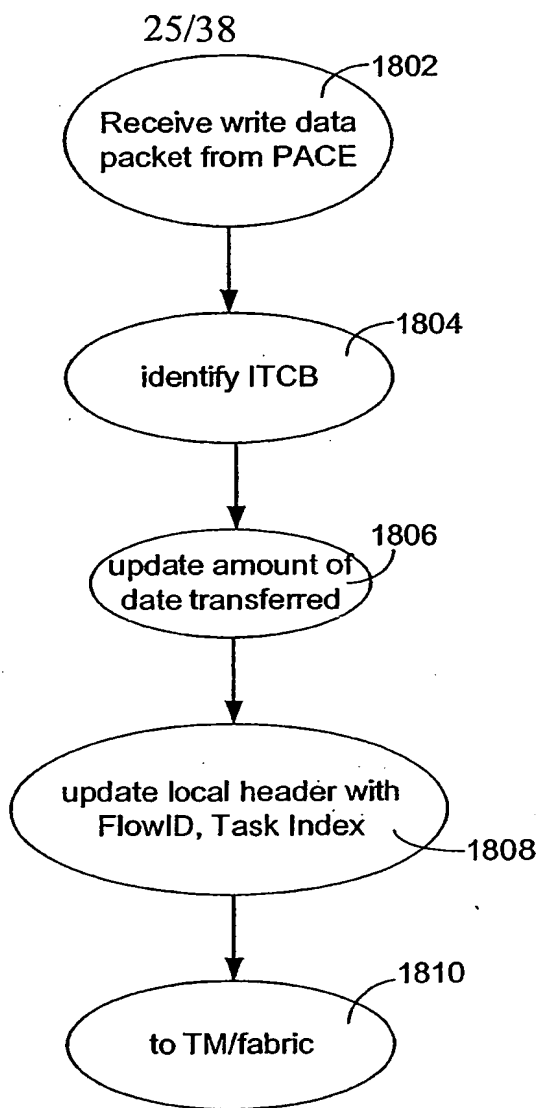 25/38
1802
Receive write data
packet from PACE
1804
identify ITCB
1806
update amount of
date transferred
update local header with
FlowID, Task Index
1808
1810
to TM/fabric